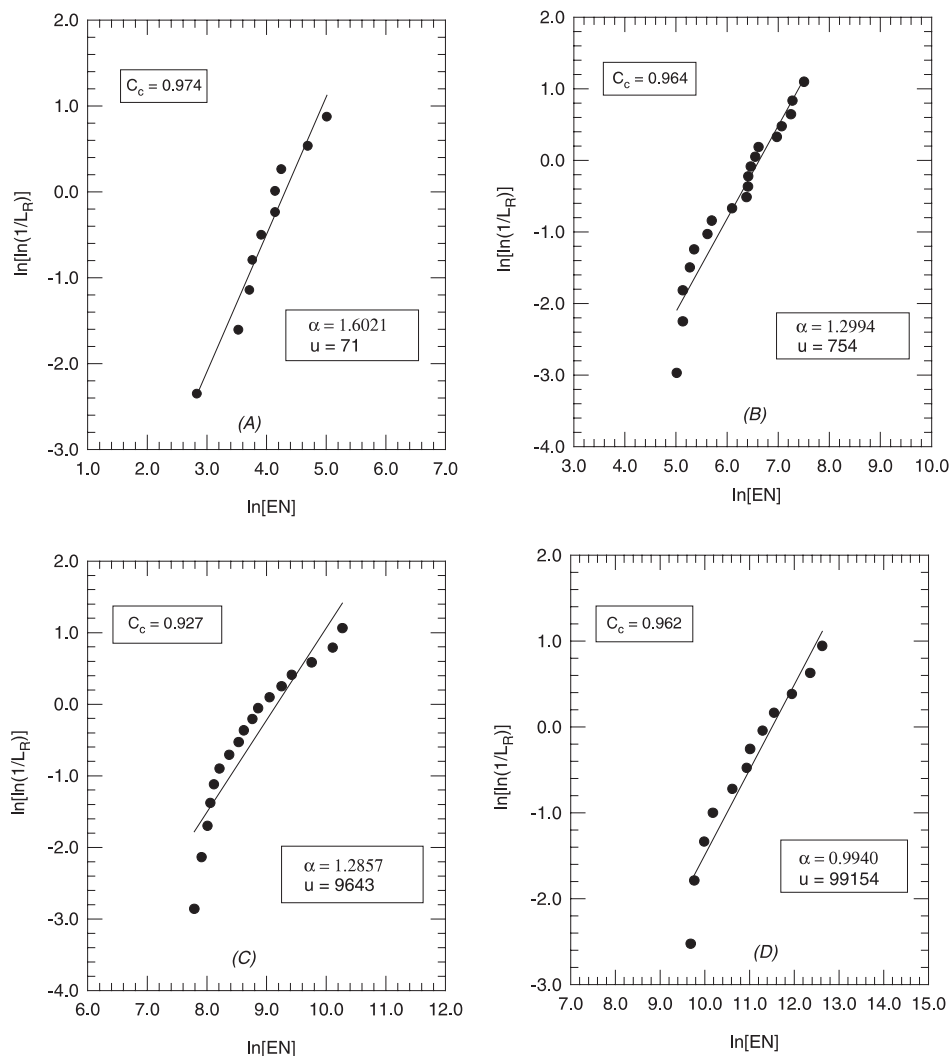 2.0
1.0
0.0
-1.0
-2.0
-3.0
ln[ln(1/L_R)]
C_c = 0.974
α = 1.6021
u = 71
(A)
1.0 2.0 3.0 4.0 5.0 6.0 7.0
ln[EN]
2.0
1.0
0.0
-1.0
-2.0
-3.0
-4.0
ln[ln(1/L_R)]
C_c = 0.964
α = 1.2994
u = 754
(B)
3.0 4.0 5.0 6.0 7.0 8.0 9.0 10.0
ln[EN]
2.0
1.0
0.0
-1.0
-2.0
-3.0
-4.0
ln[ln(1/L_R)]
C_c = 0.927
α = 1.2857
u = 9643
(C)
6.0 7.0 8.0 9.0 10.0 11.0 12.0
ln[EN]
2.0
1.0
0.0
-1.0
-2.0
-3.0
ln[ln(1/L_R)]
C_c = 0.962
α = 0.9940
u = 99154
(D)
7.0 8.0 9.0 10.0 11.0 12.0 13.0 14.0 15.0
ln[EN]